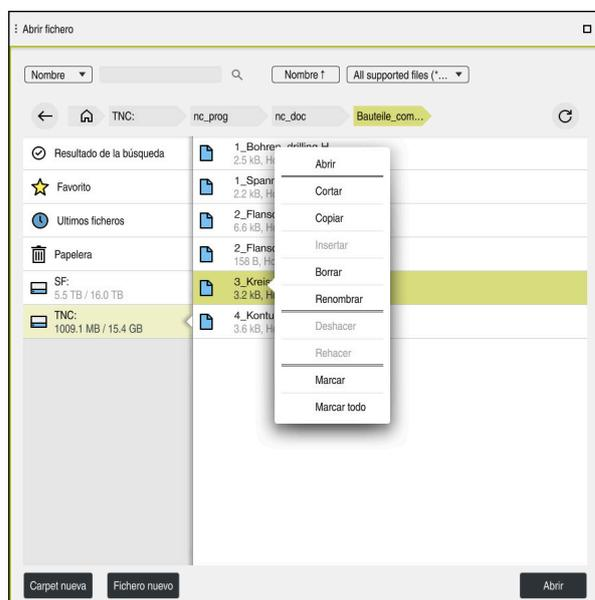 Abrir fichero
Nombre
Nombre
All supported files (*...
TNC:
nc_prog
nc_doc
Bauteile_com...
Resultado de la búsqueda
Favorito
Ultimos ficheros
Papelera
SF:
5.5 TB / 16.0 TB
TNC:
1009.1 MB / 15.4 GB
1_Bohren_drilling.H
2.5 kB,
1_Spann
2.2 kB,
2_Flansc
6.6 kB,
2_Flansc
158 B,
3_Kreis
3.2 kB,
4_Kontu
3.6 kB,
Abrir
Cortar
Copiar
Insertar
Borrar
Renombrar
Deshacer
Rehacer
Marcar
Marcar todo
Carpet nueva
Fichero nuevo
Abrir